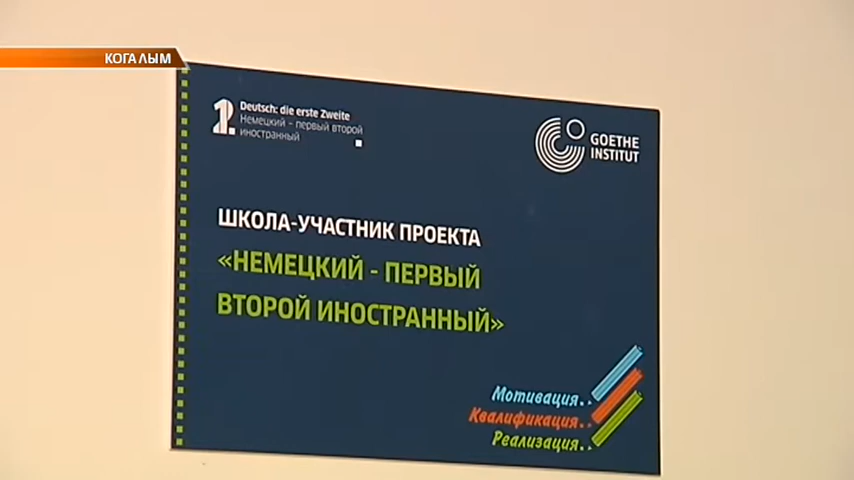 КОГАЛЫМ
1.
Deutsch: die erste Zweite
Немецкий - первый второй
иностранный
GOETHE
INSTITUT
ШКОЛА-УЧАСТНИК ПРОЕКТА
«НЕМЕЦКИЙ - ПЕРВЫЙ
ВТОРОЙ ИНОСТРАННЫЙ»
Мотивация..
Квалификация..
Реализация..